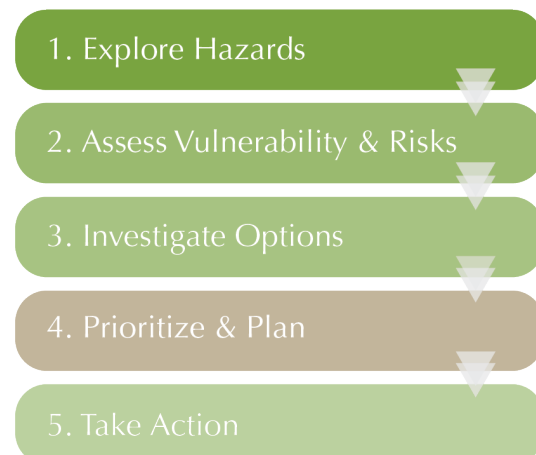 1. Explore Hazards
2. Assess Vulnerability & Risks
3. Investigate Options
4. Prioritize & Plan
5. Take Action